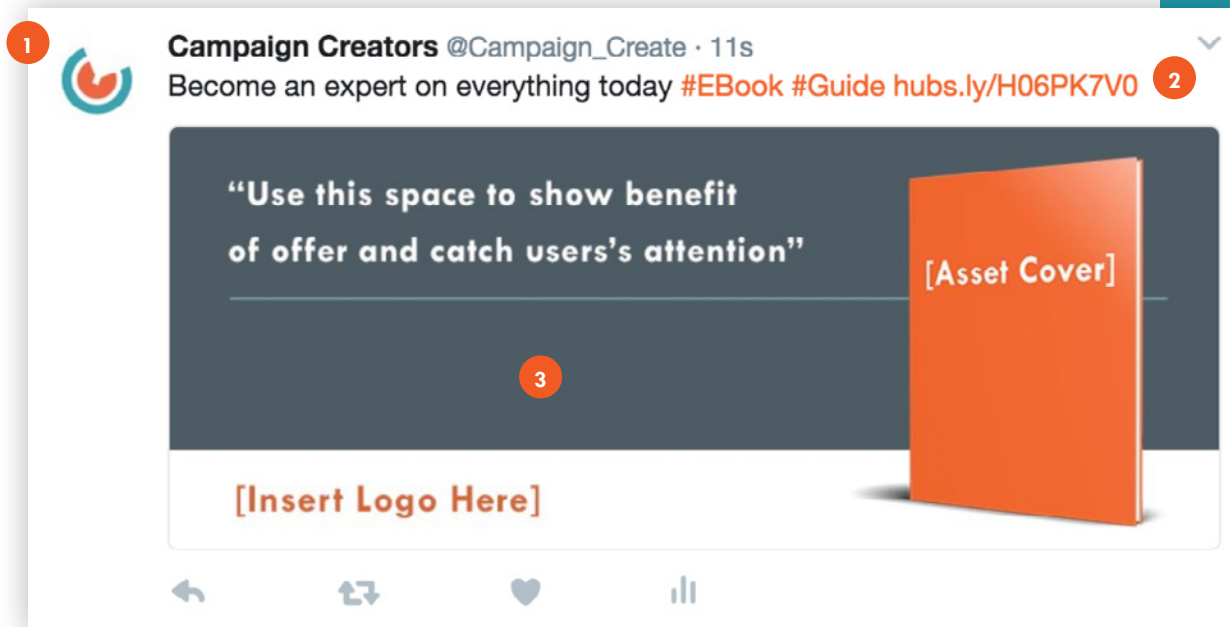 1
Campaign Creators @Campaign_Create · 11s
Become an expert on everything today #EBook #Guide hubs.ly/H06PK7V0
2
“Use this space to show benefit
of offer and catch users’s attention”
[Asset Cover]
3
[Insert Logo Here]